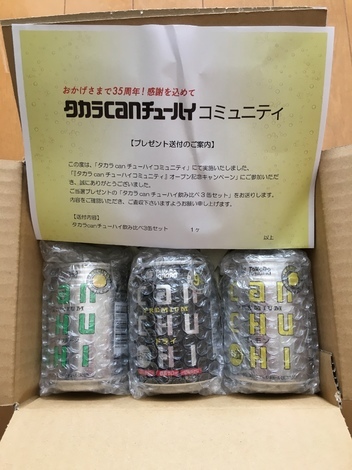 おかげさまで35周年！感謝を込めて
タカラcanチューハイコミュニティ
【プレゼント送付のご案内】
この度は、「タカラcanチューハイコミュニティ」にて実施いたしました、
「『タカラcanチューハイコミュニティ』オープン記念キャンペーン」にご参加いただき、誠にありがとうございました。
ご当選プレゼントの「タカラcanチューハイ飲み比べ3缶セット」をお送りします。
内容をご確認いただき、ご査収下さいますようお願い申し上げます。
【送付内容】
タカラcanチューハイ飲み比べ3缶セット 1ヶ
以上
can
CHU
HI
can
PREMIUM
CHU
ドライ
HI
can
CHU
HI